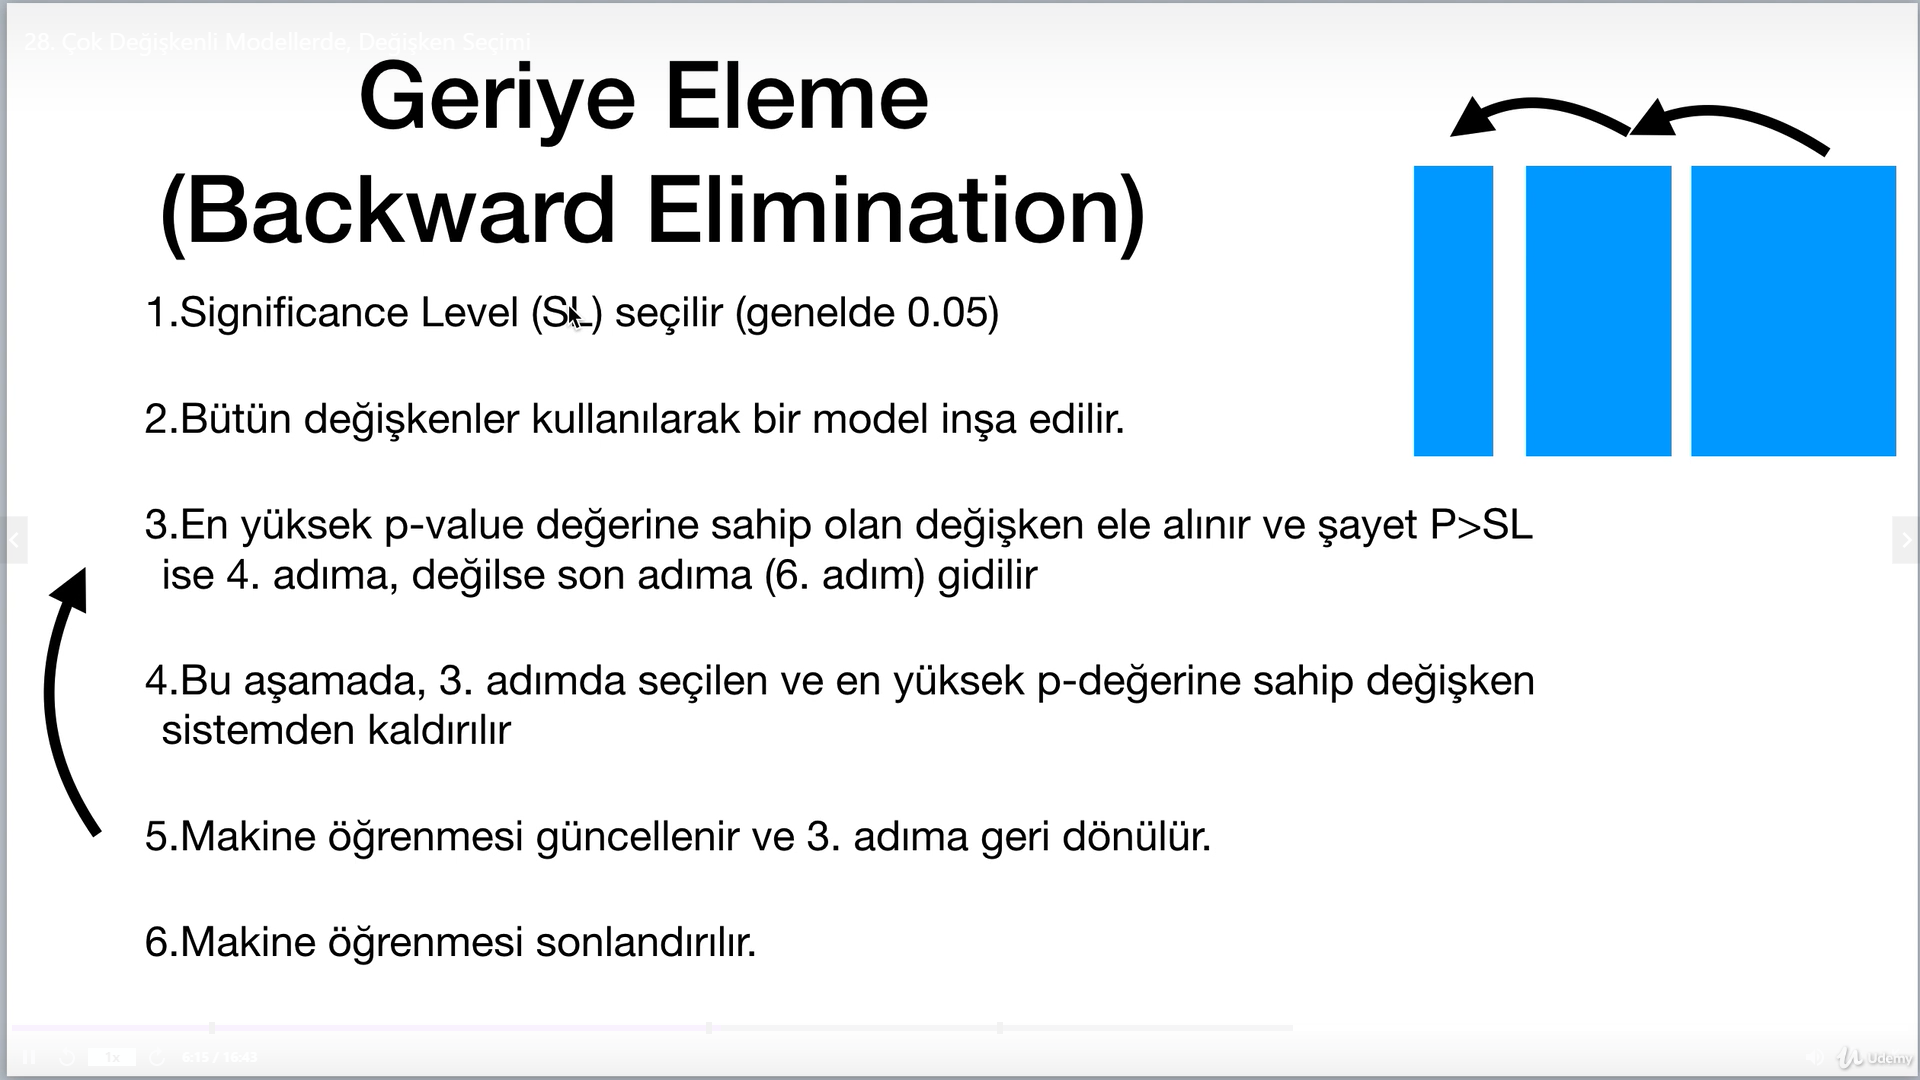 28. Çok Değişkenli Modellerde, Değişken Seçimi
Geriye Eleme
(Backward Elimination)
1.Significance Level (SL) seçilir (genelde 0.05)
2.Bütün değişkenler kullanılarak bir model inşa edilir.
3.En yüksek p-value değerine sahip olan değişken ele alınır ve şayet P>SL
ise 4. adıma, değilse son adıma (6. adım) gidilir
4.Bu aşamada, 3. adımda seçilen ve en yüksek p-değerine sahip değişken
sistemden kaldırılır
5.Makine öğrenmesi güncellenir ve 3. adıma geri dönülür.
6.Makine öğrenmesi sonlandırılır.
1x
6:15 / 16:43
Udemy